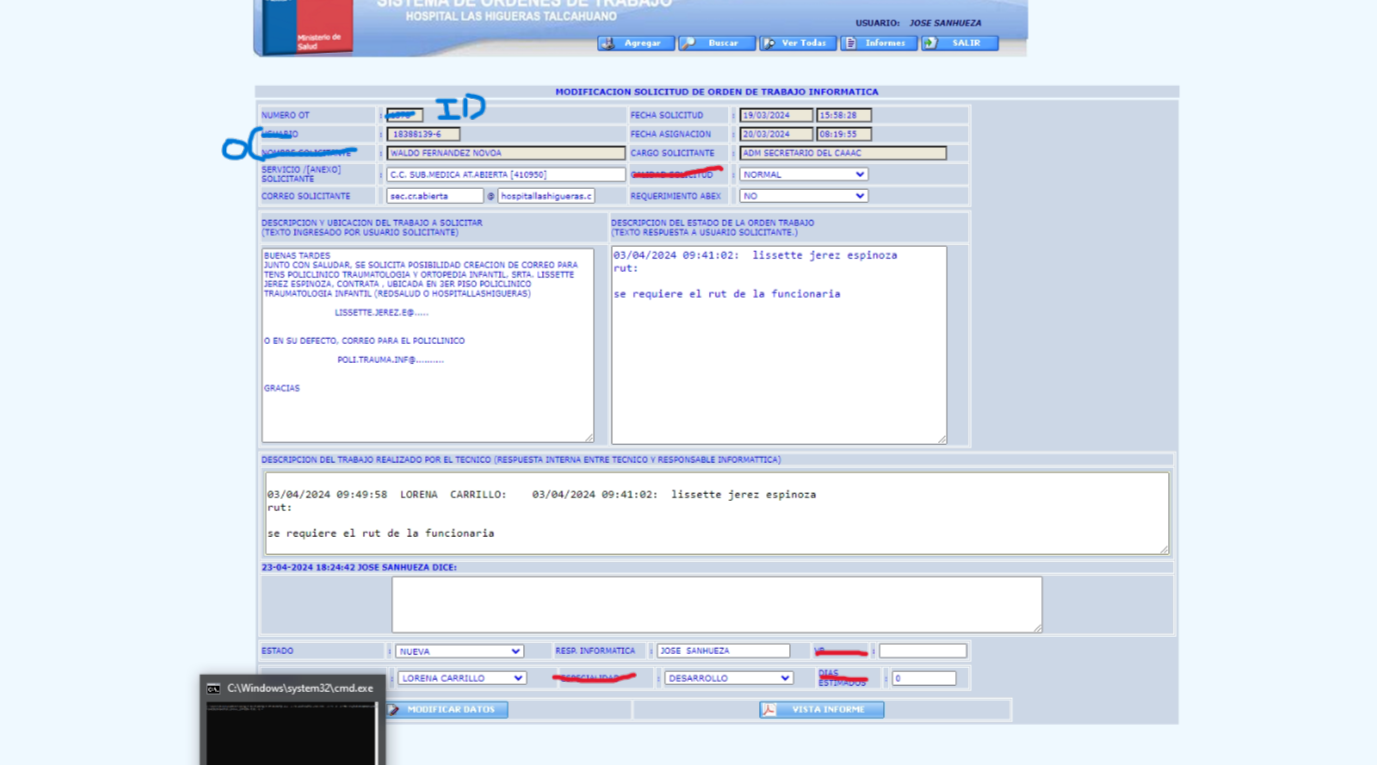 SISTEMA DE ORDENES DE TRABAJO
HOSPITAL LAS HIGUERAS TALCAHUANO
Ministerio de
Salud
USUARIO: JOSE SANHUEZA
Agregar Buscar Ver Todas Informes SALIR
MODIFICACION SOLICITUD DE ORDEN DE TRABAJO INFORMATICA
NUMERO OT : ID FECHA SOLICITUD : 19/03/2024 15:58:28
USUARIO : 18388139-6 FECHA ASIGNACION : 20/03/2024 08:19:55
NOMBRE SOLICITANTE : WALDO FERNANDEZ NOVOA CARGO SOLICITANTE : ADM SECRETARIO DEL CAAAC
SERVICIO /[ANEXO]
SOLICITANTE : C.C. SUB.MEDICA AT.ABIERTA [410950] CALIDAD SOLICITUD : NORMAL
CORREO SOLICITANTE : sec.cr.abierta @ hospitallashigueras.c REQUERIMIENTO ABEX : NO
DESCRIPCION Y UBICACION DEL TRABAJO A SOLICITAR
(TEXTO INGRESADO POR USUARIO SOLICITANTE)
DESCRIPCION DEL ESTADO DE LA ORDEN TRABAJO
(TEXTO RESPUESTA A USUARIO SOLICITANTE.)
BUENAS TARDES
JUNTO CON SALUDAR, SE SOLICITA POSIBILIDAD CREACION DE CORREO PARA
TENS POLICLINICO TRAUMATOLOGIA Y ORTOPEDIA INFANTIL, SRTA. LISSETTE
JEREZ ESPINOZA, CONTRATA , UBICADA EN 3ER PISO POLICLINICO
TRAUMATOLOGIA INFANTIL (REDSALUD O HOSPITALLASHIGUERAS)
LISSETTE.JEREZ.E@.....
O EN SU DEFECTO, CORREO PARA EL POLICLINICO
POLI.TRAUMA.INF@..........
GRACIAS
03/04/2024 09:41:02: lissette jerez espinoza
rut:
se requiere el rut de la funcionaria
DESCRIPCION DEL TRABAJO REALIZADO POR EL TECNICO (RESPUESTA INTERNA ENTRE TECNICO Y RESPONSABLE INFORMATTICA)
03/04/2024 09:49:58 LORENA CARRILLO: 03/04/2024 09:41:02: lissette jerez espinoza
rut:
se requiere el rut de la funcionaria
23-04-2024 18:24:42 JOSE SANHUEZA DICE:
ESTADO : NUEVA RESP. INFORMATICA : JOSE SANHUEZA :
LORENA CARRILLO ESPECIALIDAD : DESARROLLO DIAS
ESTIMADOS : 0
C:\Windows\system32\cmd.exe
MODIFICAR DATOS VISTA INFORME